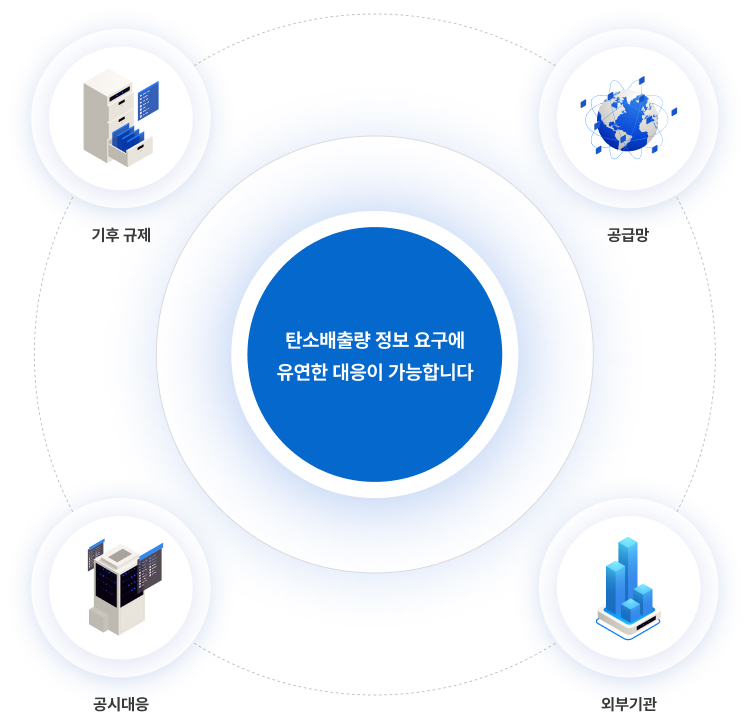 기후 규제
공급망
탄소배출량 정보 요구에
유연한 대응이 가능합니다
공시대응
외부기관